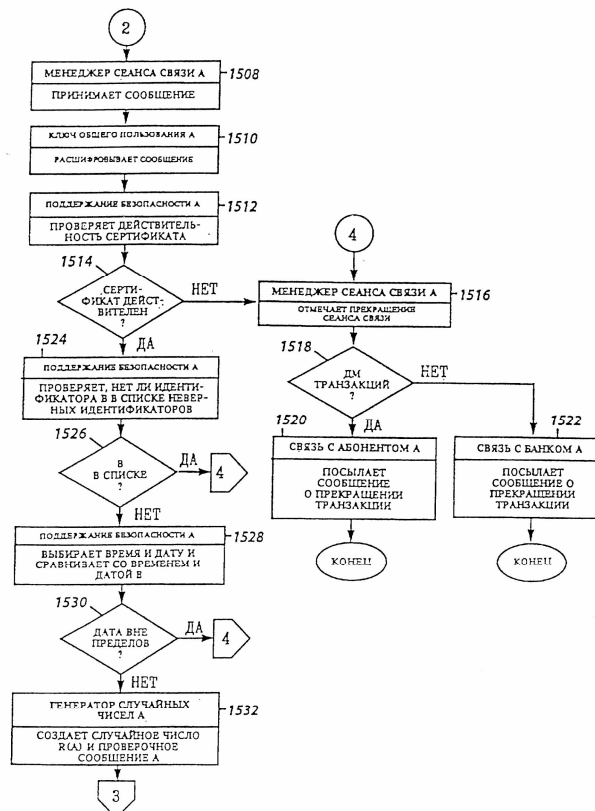 2
МЕНЕДЖЕР СЕАНСА СВЯЗИ А
1508
ПРИНИМАЕТ СООБЩЕНИЕ
КЛЮЧ ОБЩЕГО ПОЛЬЗОВАНИЯ А
1510
РАСШИФРОВЫВАЕТ СООБЩЕНИЕ
ПОДДЕРЖАНИЕ БЕЗОПАСНОСТИ А
1512
ПРОВЕРЯЕТ ДЕЙСТВИТЕЛЬ-
НОСТЬ СЕРТИФИКАТА
1514
СЕРТИ-
ФИКАТ ДЕЙСТ-
ВИТЕЛЕН
?
НЕТ
ДА
4
МЕНЕДЖЕР СЕАНСА СВЯЗИ А
1516
ОТМЕЧАЕТ ПРЕКРАЩЕНИЕ
СЕАНСА СВЯЗИ
1518
ДМ
ТРАНЗАКЦИЙ
?
НЕТ
ДА
1520
СВЯЗЬ С АБОНЕНТОМ А
ПОСЫЛАЕТ
СООБЩЕНИЕ
О ПРЕКРАЩЕНИИ
ТРАНЗАКЦИИ
КОНЕЦ
1522
СВЯЗЬ С БАНКОМ А
ПОСЫЛАЕТ
СООБЩЕНИЕ О
ПРЕКРАЩЕНИИ
ТРАНЗАКЦИИ
КОНЕЦ
1524
ПОДДЕРЖАНИЕ БЕЗОПАСНОСТИ А
ПРОВЕРЯЕТ, НЕТ ЛИ ИДЕНТИ-
ФИКАТОРА В В СПИСКЕ НЕВЕР-
НЫХ ИДЕНТИФИКАТОРОВ
1526
В
В СПИСКЕ
?
ДА
4
НЕТ
ПОДДЕРЖАНИЕ БЕЗОПАСНОСТИ А
1528
ВЫБИРАЕТ ВРЕМЯ И ДАТУ И
СРАВНИВАЕТ СО ВРЕМЕНЕМ И
ДАТОЙ В
1530
ДАТА ВНЕ
ПРЕДЕЛОВ
?
ДА
4
НЕТ
ГЕНЕРАТОР СЛУЧАЙНЫХ
ЧИСЕЛ А
1532
СОЗДАЕТ СЛУЧАЙНОЕ ЧИСЛО
R(A) И ПРОВЕРОЧНОЕ
СООБЩЕНИЕ А
3